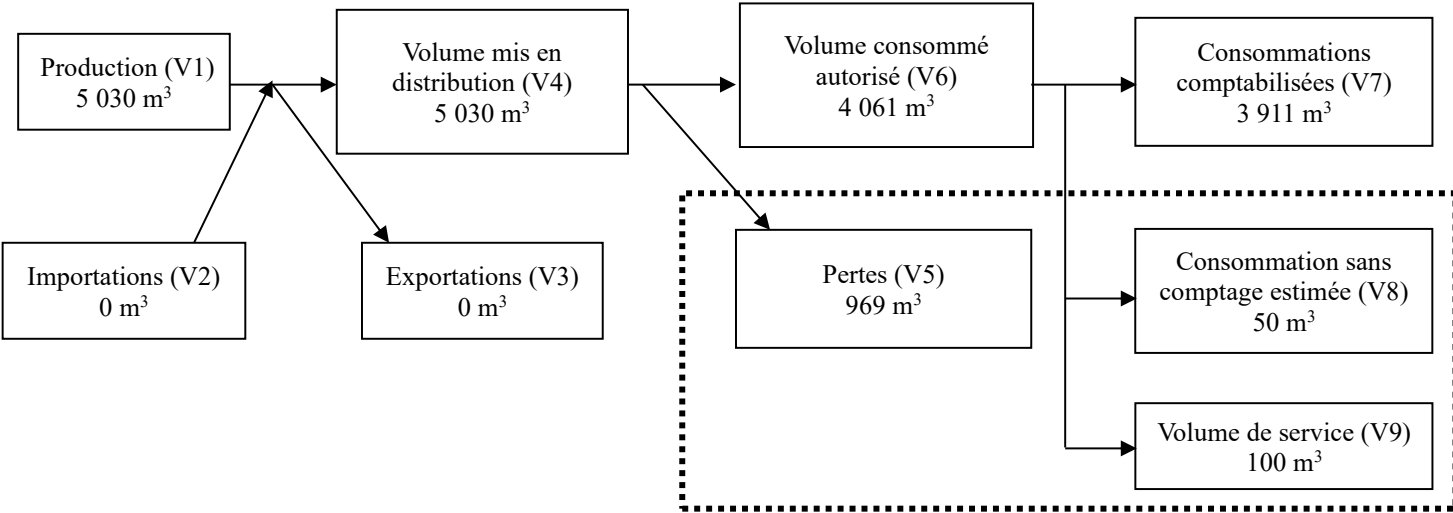 Production (V1)
5 030 m³
Volume mis en
distribution (V4)
5 030 m³
Volume consommé
autorisé (V6)
4 061 m³
Consommations
comptabilisées (V7)
3 911 m³
Importations (V2)
0 m³
Exportations (V3)
0 m³
Pertes (V5)
969 m³
Consommation sans
comptage estimée (V8)
50 m³
Volume de service (V9)
100 m³